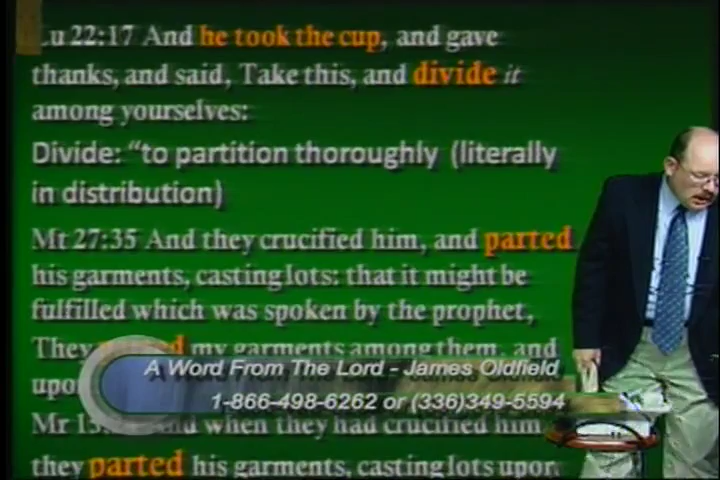 Lu 22:17 And he took the cup, and gave
thanks, and said, Take this, and divide it
among yourselves:
Divide: “to partition thoroughly (literally
in distribution)
Mt 27:35 And they crucified him, and parted
his garments, casting lots: that it might be
fulfilled which was spoken by the prophet,
They my garments among them, and
upo
A Word From The Lord - James Oldfield
1-866-498-6262 or (336)349-5594
Mr 15 And when they had crucified him
they parted his garments, casting lots upon